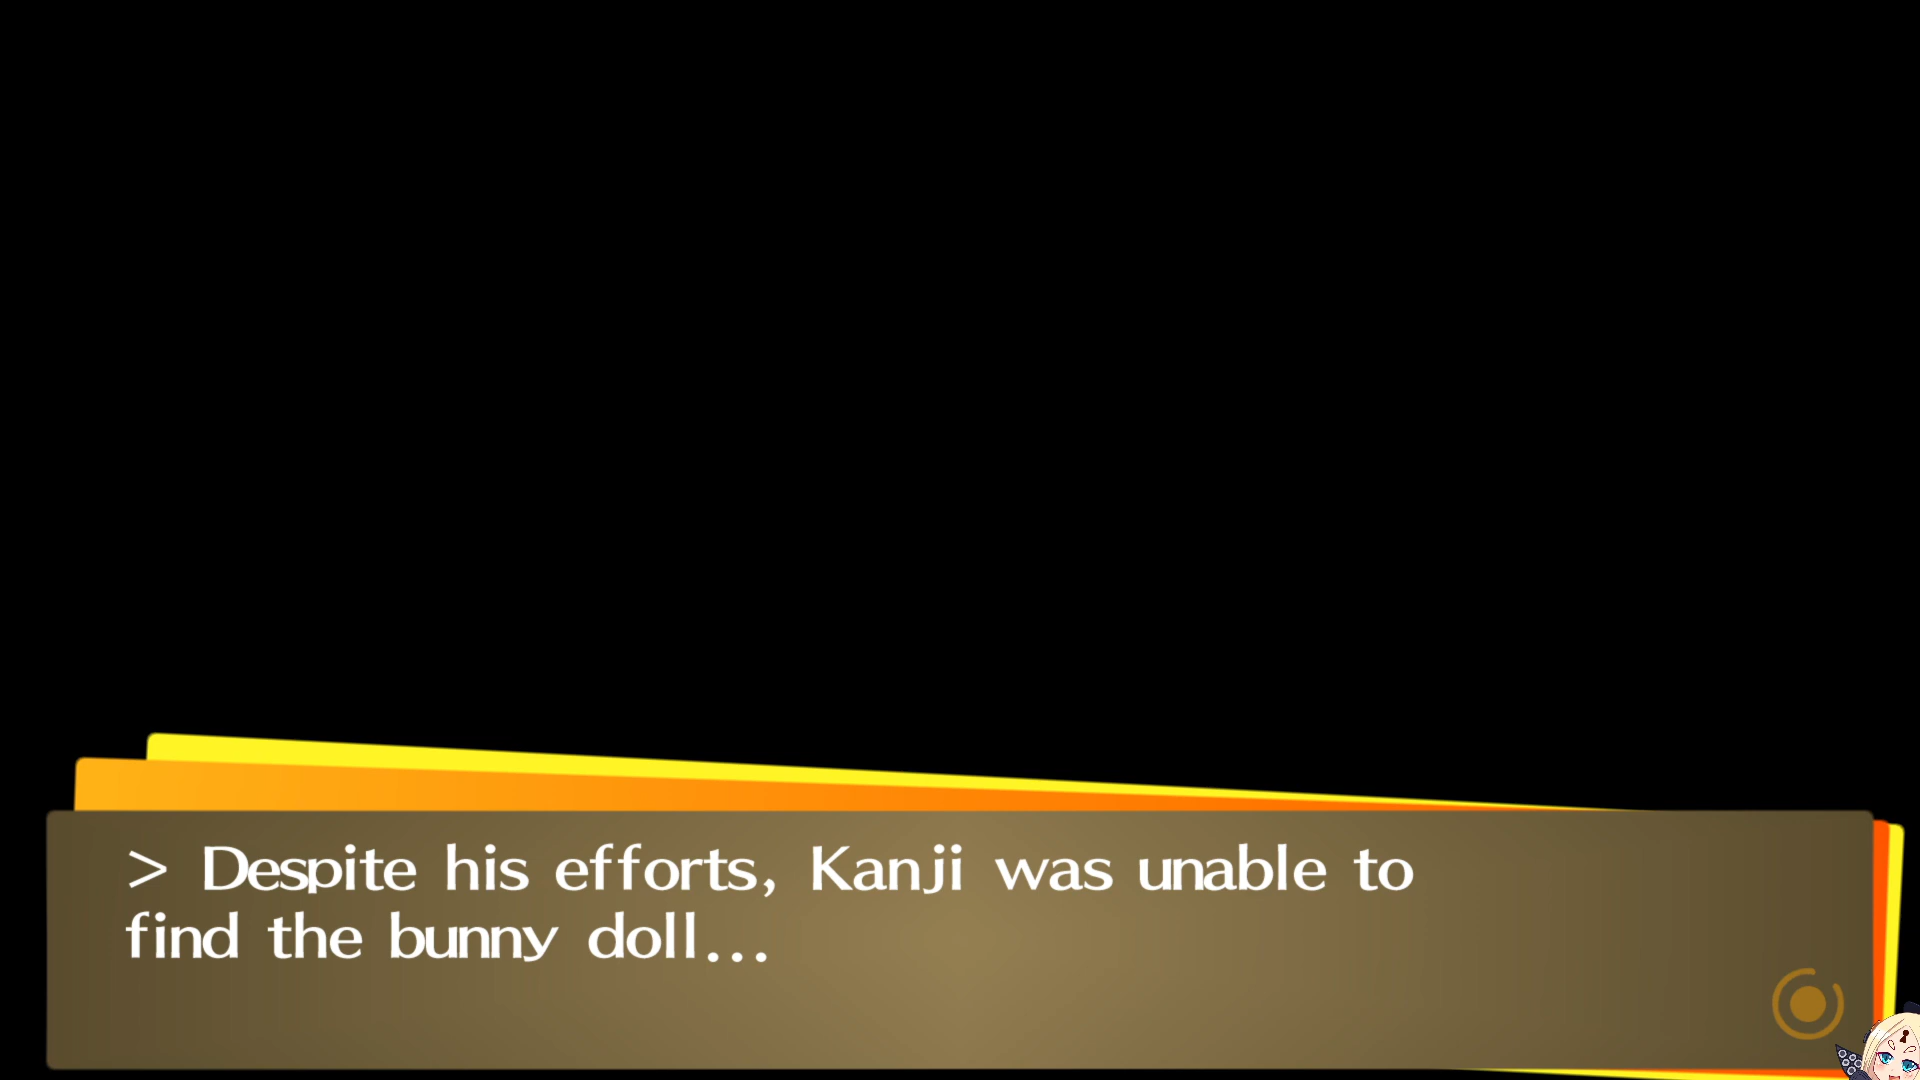 > Despite his efforts, Kanji was unable to
find the bunny doll...